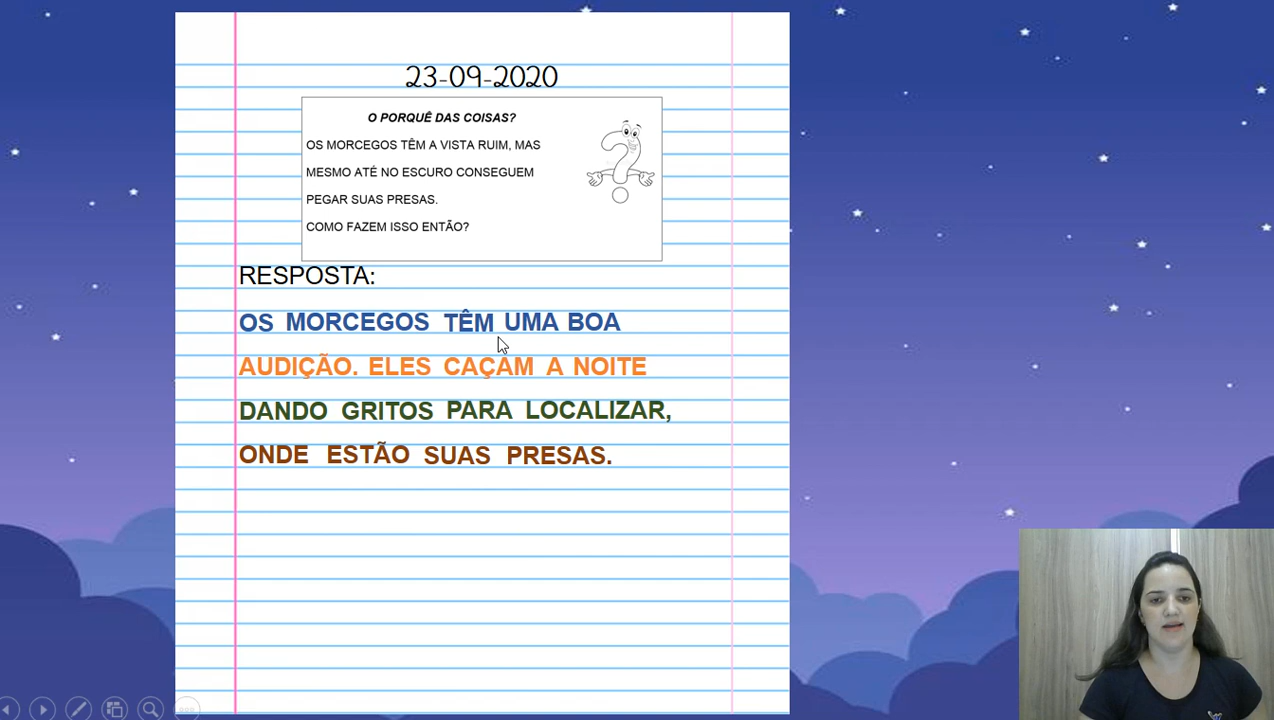 23-09-2020
O PORQUÊ DAS COISAS?
OS MORCEGOS TÊM A VISTA RUIM, MAS
MESMO ATÉ NO ESCURO CONSEGUEM
PEGAR SUAS PRESAS.
COMO FAZEM ISSO ENTÃO?
RESPOSTA:
OS MORCEGOS TÊM UMA BOA
AUDIÇÃO. ELES CAÇAM A NOITE
DANDO GRITOS PARA LOCALIZAR,
ONDE ESTÃO SUAS PRESAS.